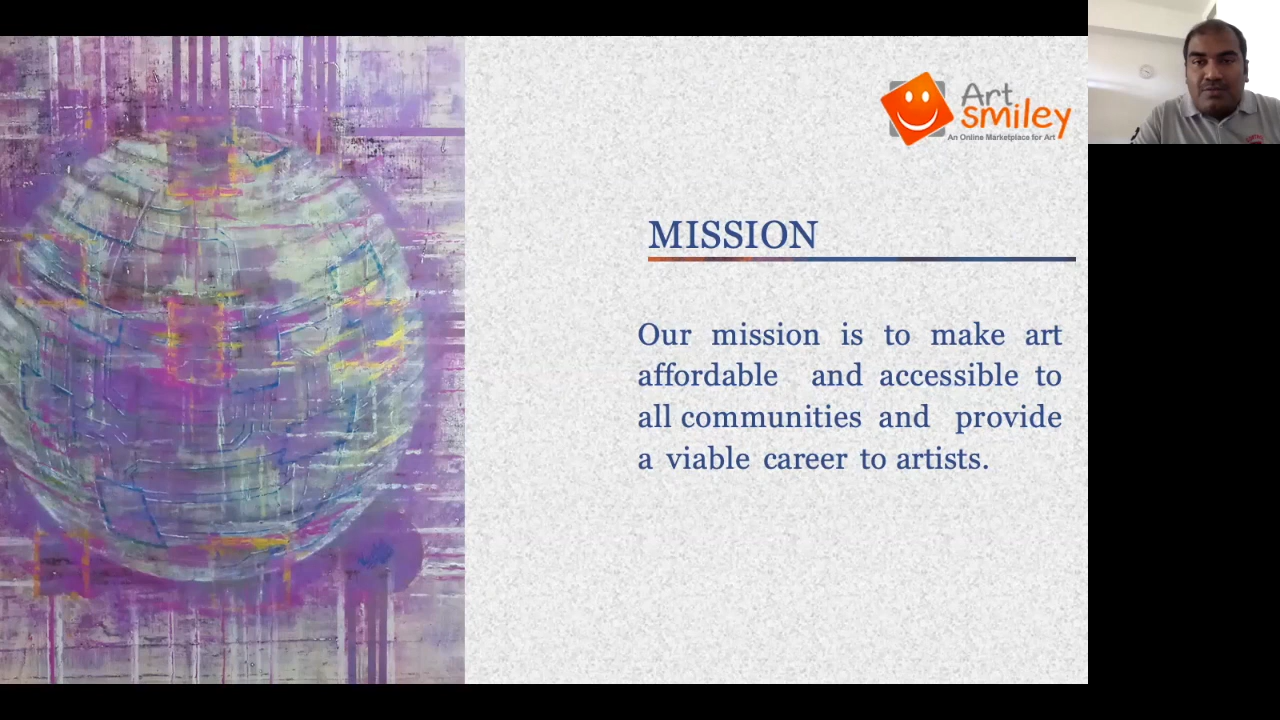 Art
smiley
An Online Marketplace for Art
MISSION
Our mission is to make art
affordable and accessible to
all communities and provide
a viable career to artists.